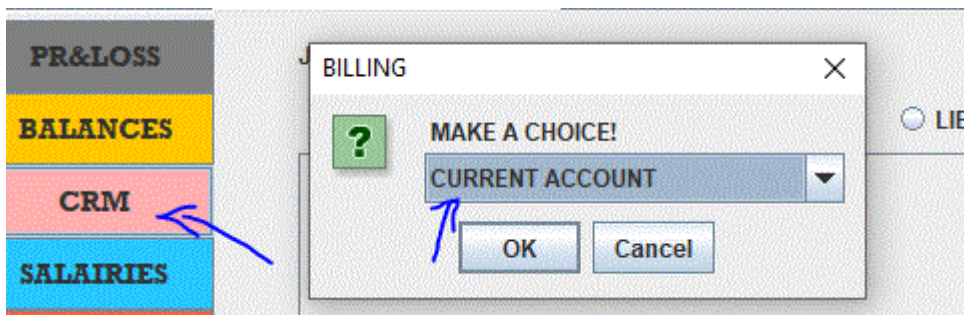 PR&LOSS
BALANCES
CRM
SALAIRIES
J
BILLING
?
MAKE A CHOICE!
CURRENT ACCOUNT
OK
Cancel